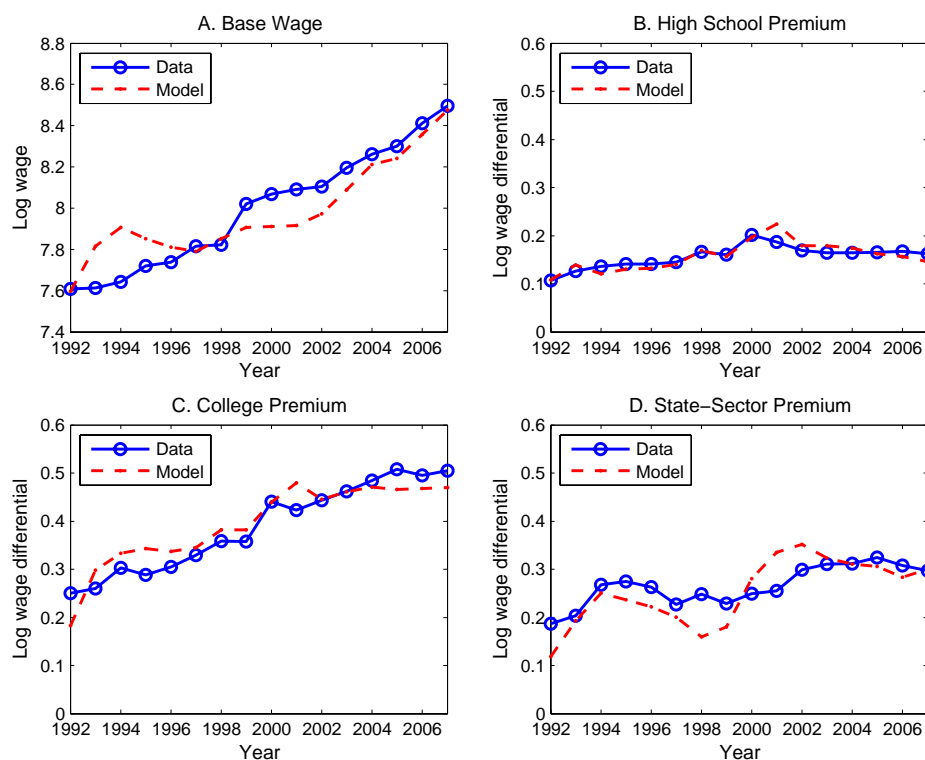 A. Base Wage
8.8
8.6
8.4
8.2
8
7.8
7.6
7.4
Log wage
Data
Model
1992 1994 1996 1998 2000 2002 2004 2006
Year
B. High School Premium
0.6
0.5
0.4
0.3
0.2
0.1
0
Log wage differential
Data
Model
1992 1994 1996 1998 2000 2002 2004 2006
Year
C. College Premium
0.6
0.5
0.4
0.3
0.2
0.1
0
Log wage differential
Data
Model
1992 1994 1996 1998 2000 2002 2004 2006
Year
D. State−Sector Premium
0.6
0.5
0.4
0.3
0.2
0.1
0
Log wage differential
Data
Model
1992 1994 1996 1998 2000 2002 2004 2006
Year